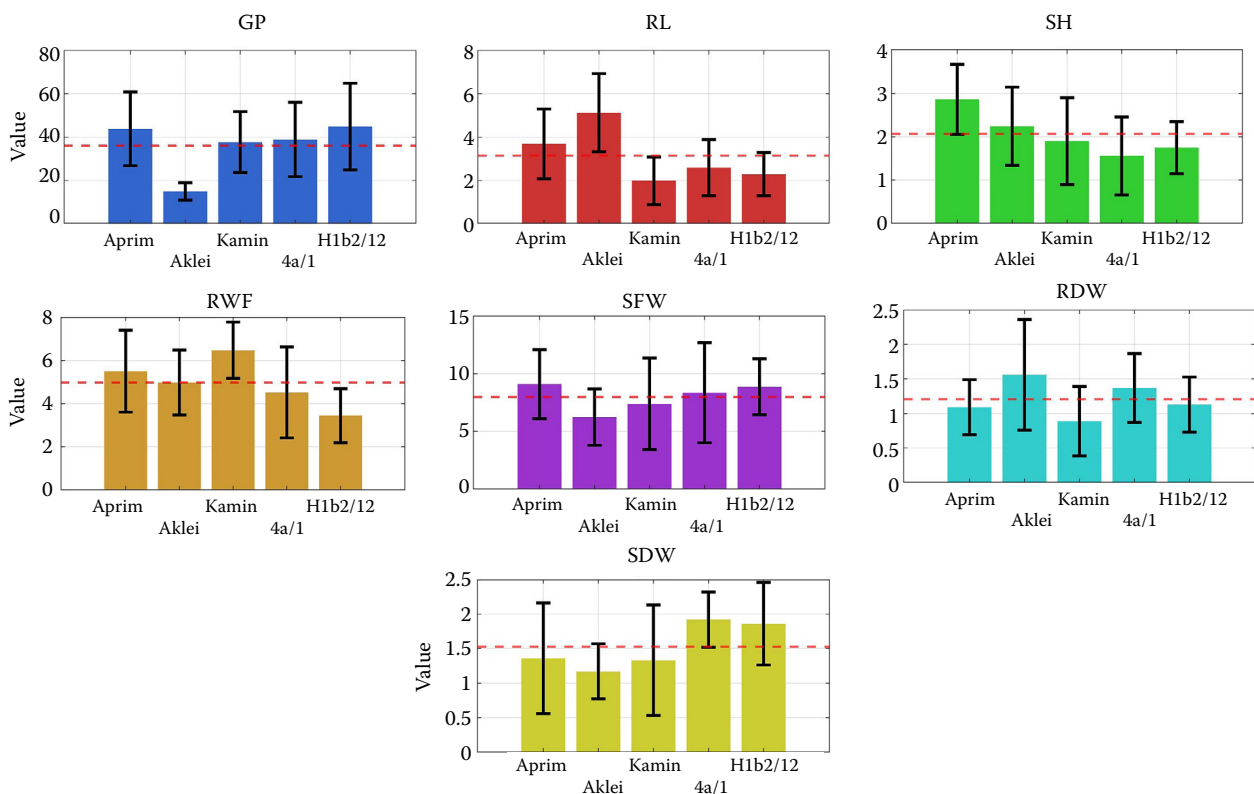 GP
80
60
40
20
0
Value
Aprim Kamin H1b2/12
Aklei 4a/1
RL
8
6
4
2
0
Aprim Kamin H1b2/12
Aklei 4a/1
SH
4
3
2
1
0
Aprim Kamin H1b2/12
Aklei 4a/1
RWF
8
6
4
2
0
Value
Aprim Kamin H1b2/12
Aklei 4a/1
SFW
15
10
5
0
Aprim Kamin H1b2/12
Aklei 4a/1
RDW
2.5
2
1.5
1
0.5
0
Aprim Kamin H1b2/12
Aklei 4a/1
SDW
2.5
2
1.5
1
0.5
0
Value
Aprim Kamin H1b2/12
Aklei 4a/1